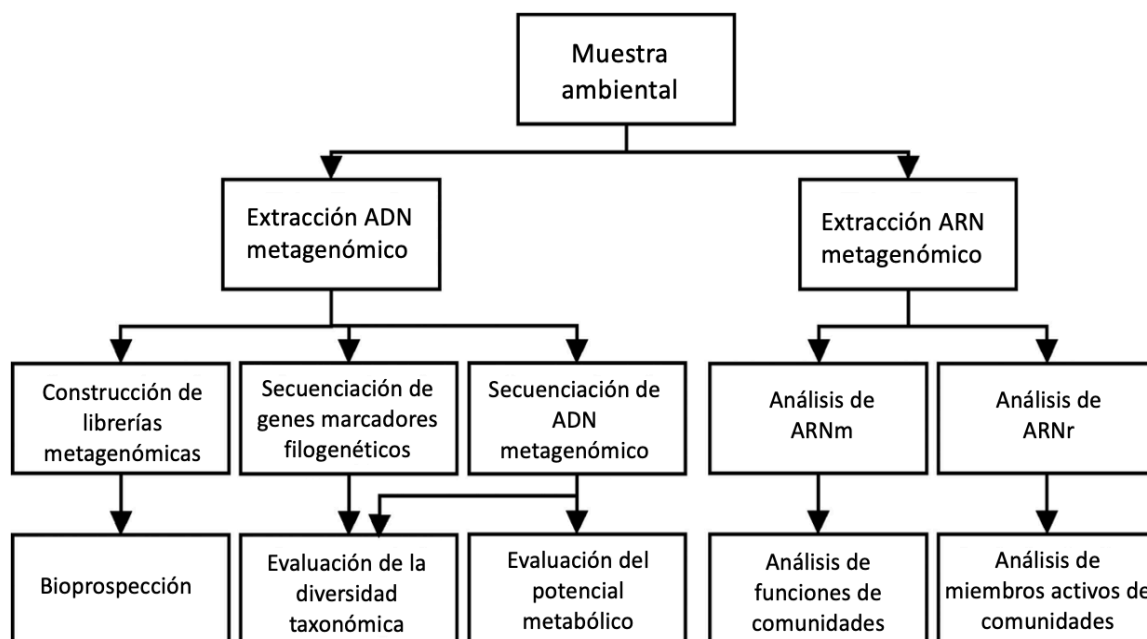 Muestra
ambiental
Extracción ADN
metagenómico
Extracción ARN
metagenómico
Construcción de
librerías
metagenómicas
Secuenciación de
genes marcadores
filogenéticos
Secuenciación de
ADN
metagenómico
Análisis de
ARNm
Análisis de
ARNr
Bioprospección
Evaluación de la
diversidad
taxonómica
Evaluación del
potencial
metabólico
Análisis de
funciones de
comunidades
Análisis de
miembros activos de
comunidades